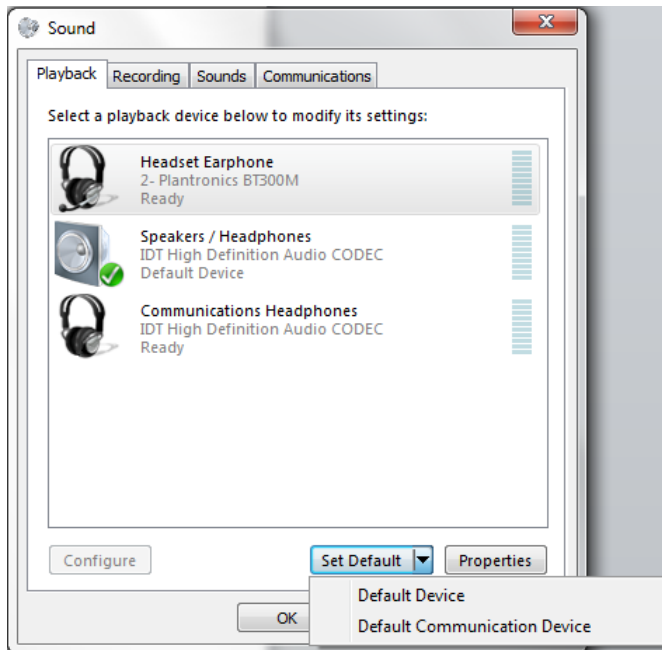 Sound
Playback Recording Sounds Communications
Select a playback device below to modify its settings:
Headset Earphone
2- Plantronics BT300M
Ready
Speakers / Headphones
IDT High Definition Audio CODEC
Default Device
Communications Headphones
IDT High Definition Audio CODEC
Ready
Configure Set Default Properties
Default Device
OK
Default Communication Device